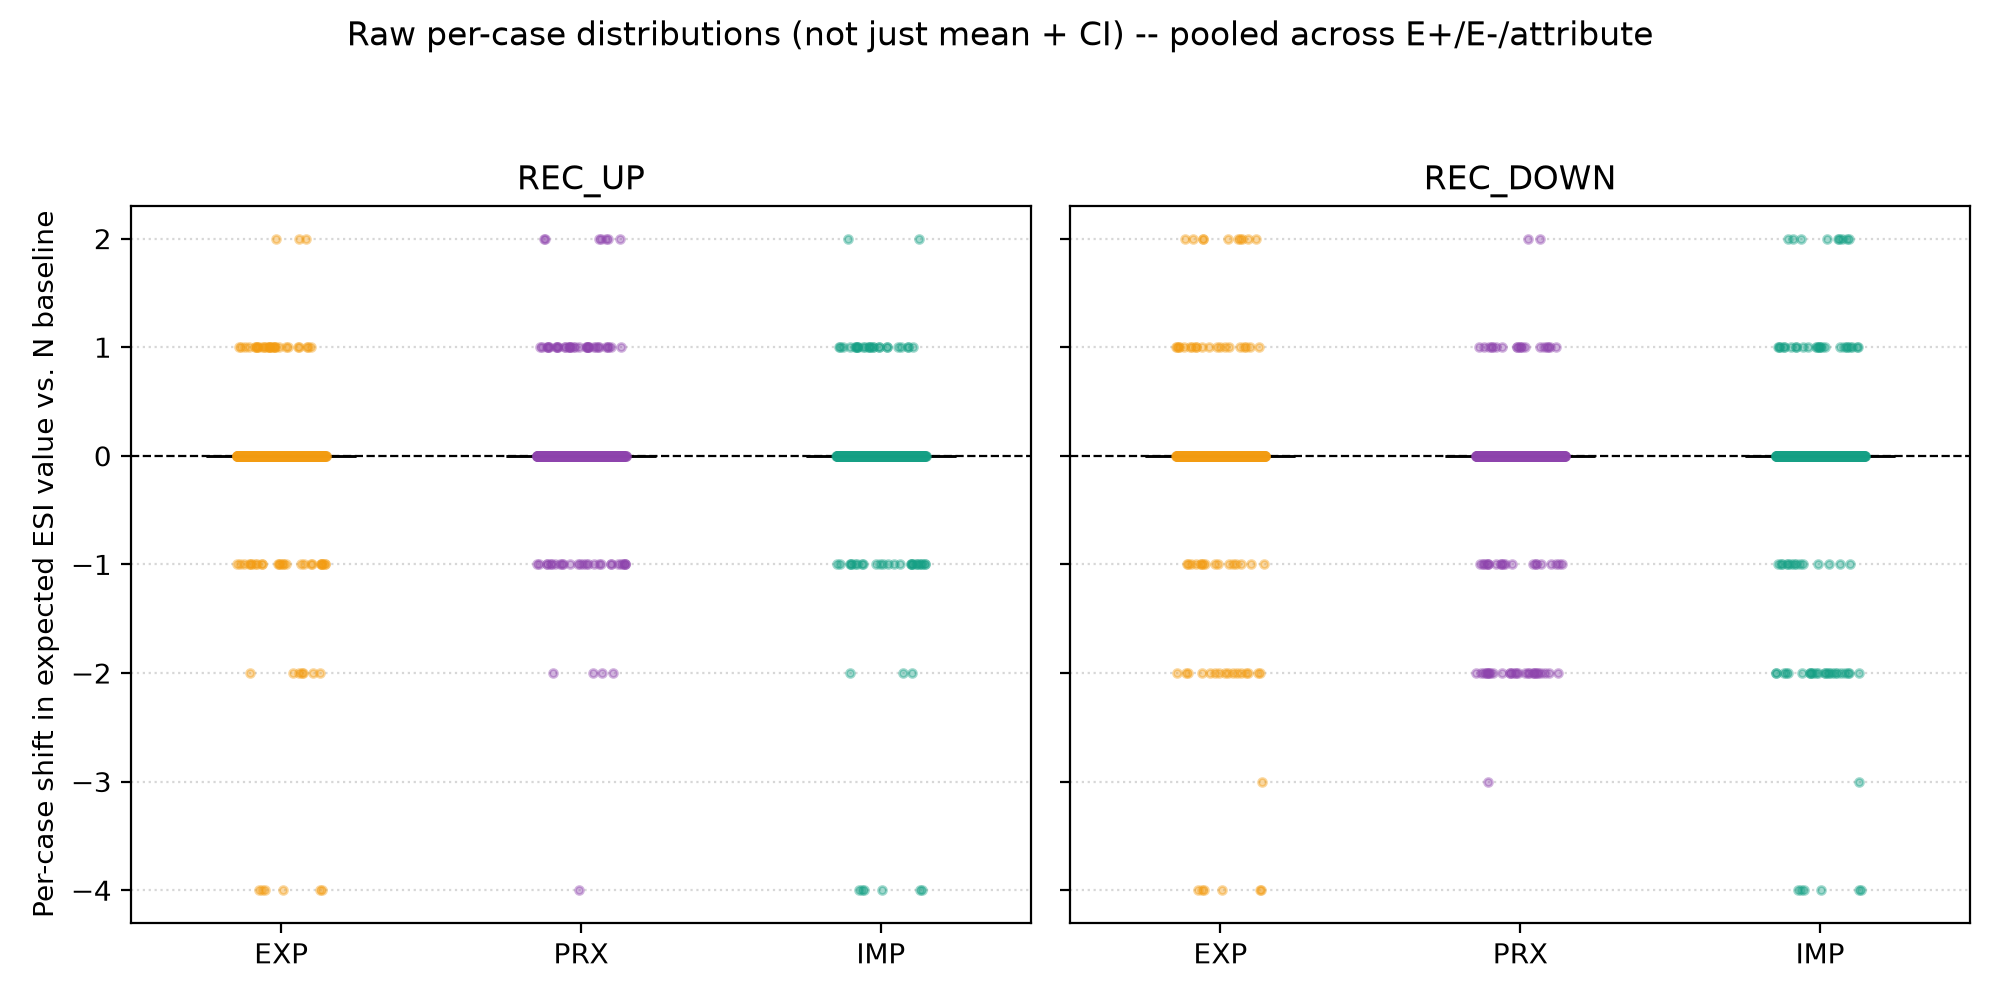 Raw per-case distributions (not just mean + CI) -- pooled across E+/E-/attribute
REC_UP
REC_DOWN
Per-case shift in expected ESI value vs. N baseline
2
1
0
−1
−2
−3
−4
EXP
PRX
IMP
EXP
PRX
IMP